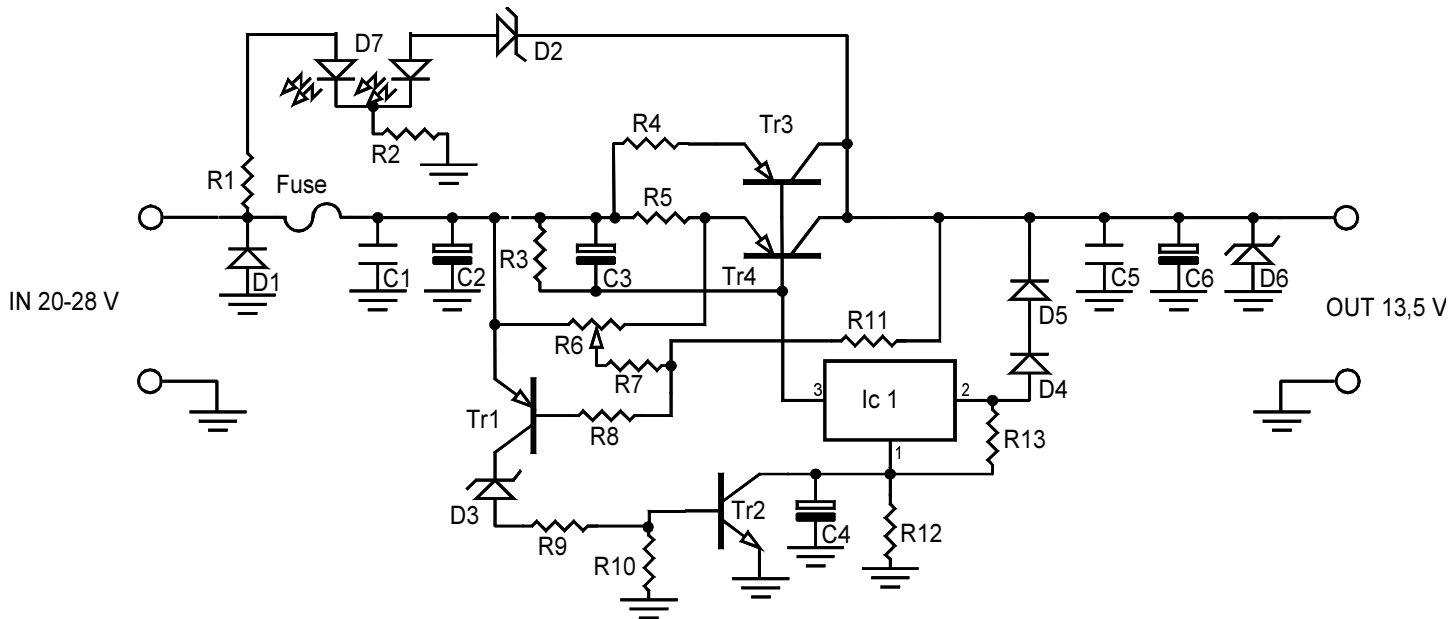 D7
D2
R2
R4
Tr3
R1
Fuse
R5
R3
D1
C1
C2
C3
Tr4
C5
C6
D6
IN 20-28 V
OUT 13,5 V
D5
R6
R11
R7
D4
3
Ic 1
2
Tr1
R8
R13
1
D3
Tr2
C4
R12
R9
R10